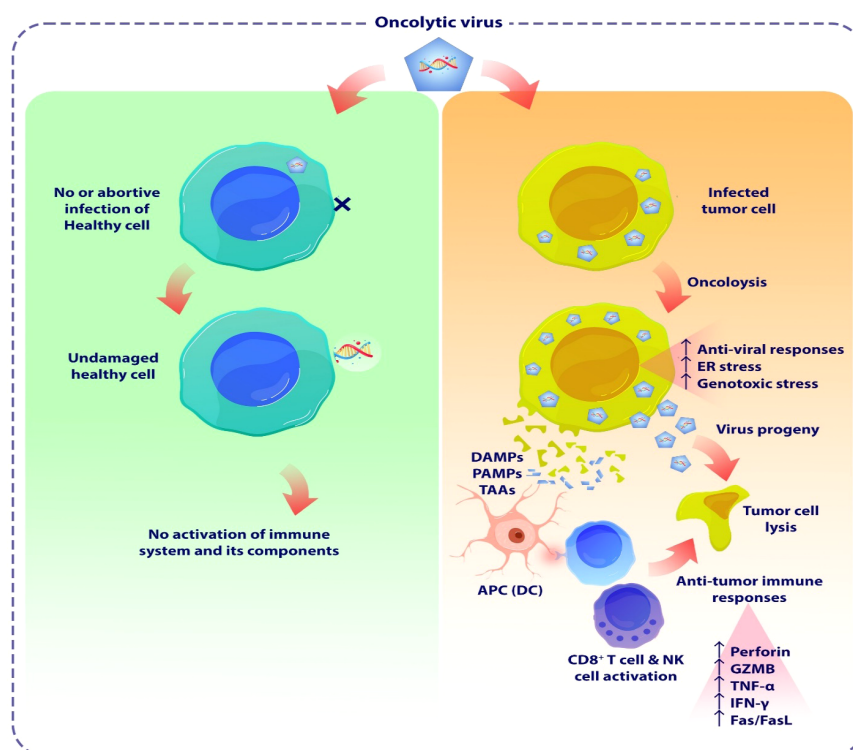 Oncolytic virus
No or abortive
infection of
Healthy cell
Undamaged
healthy cell
No activation of immune
system and its components
Infected
tumor cell
Oncoloysis
↑ Anti-viral responses
↑ ER stress
↑ Genotoxic stress
Virus progeny
DAMPs
PAMPs
TAAs
Tumor cell
lysis
APC (DC)
Anti-tumor immune
responses
CD8⁺ T cell & NK
cell activation
↑ Perforin
↑ GZMB
↑ TNF-α
↑ IFN-γ
↑ Fas/FasL